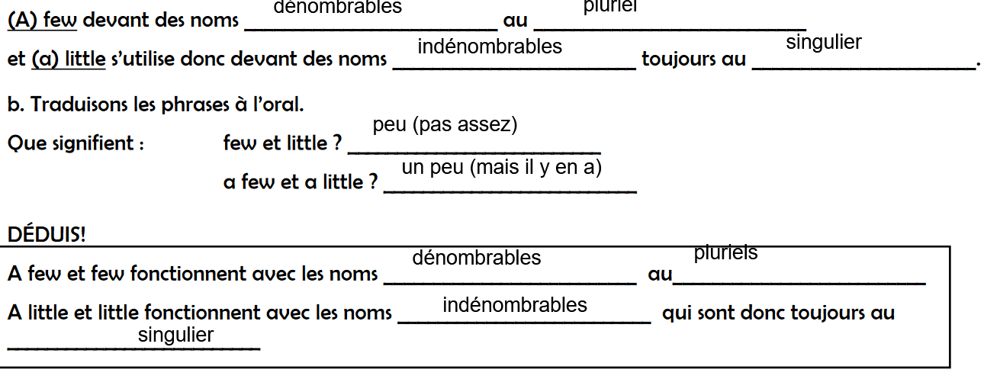 (A) few devant des noms dénombrables au pluriel
et (a) little s'utilise donc devant des noms indénombrables toujours au singulier.
b. Traduisons les phrases à l'oral.
Que signifient : few et little ? peu (pas assez)
a few et a little ? un peu (mais il y en a)
DÉDUIS!
A few et few fonctionnent avec les noms dénombrables au pluriels
A little et little fonctionnent avec les noms indénombrables qui sont donc toujours au
singulier